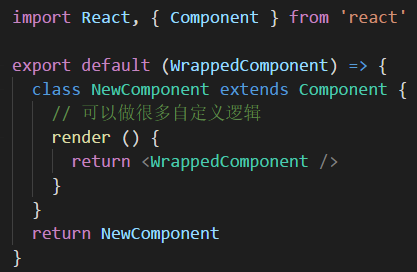 import React, { Component } from 'react'
export default (WrappedComponent) => {
class NewComponent extends Component {
// 可以做很多自定义逻辑
render () {
return <WrappedComponent />
}
}
return NewComponent
}